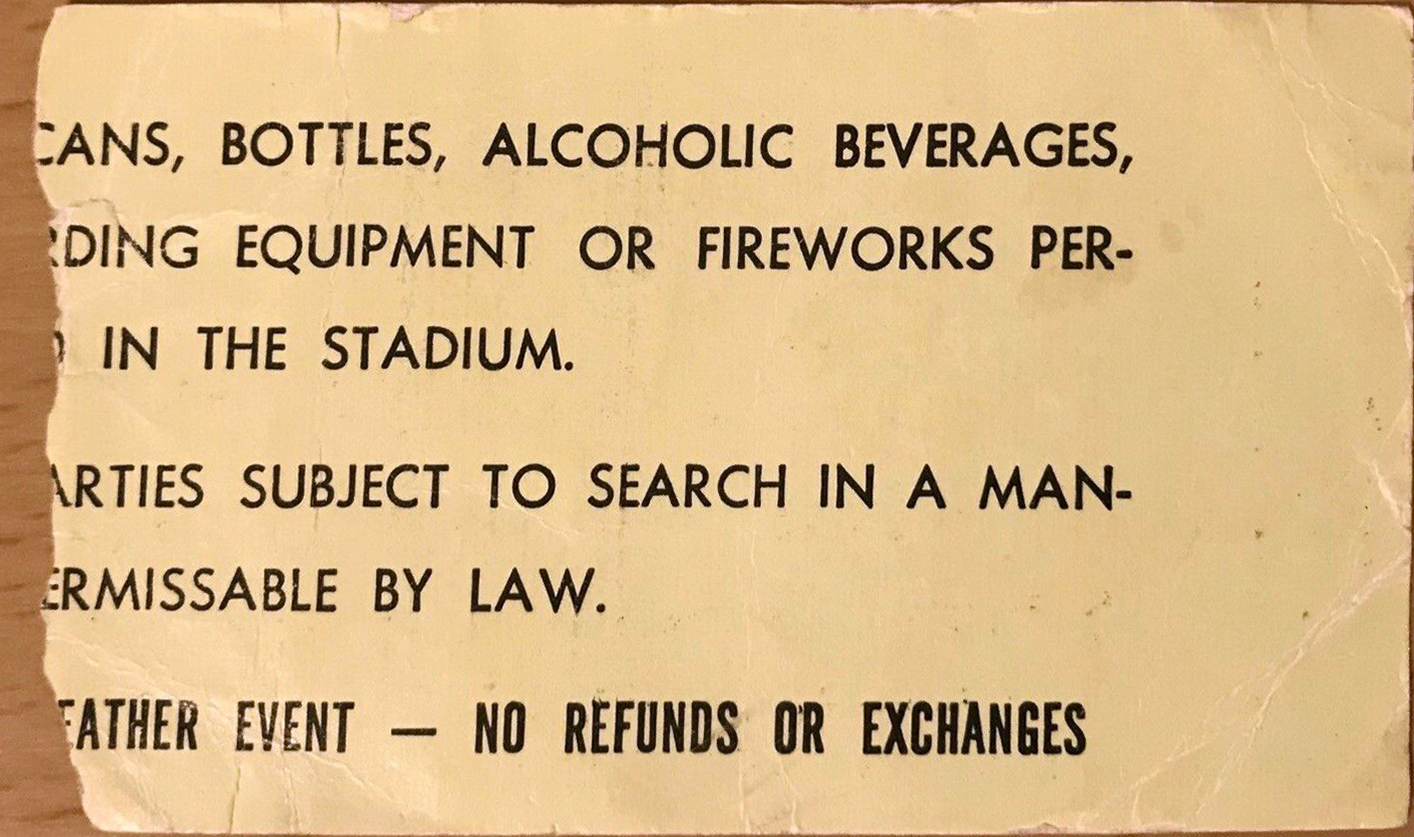 CANS, BOTTLES, ALCOHOLIC BEVERAGES,
RDING EQUIPMENT OR FIREWORKS PER-
IN THE STADIUM.
ARTIES SUBJECT TO SEARCH IN A MAN-
ERMISSABLE BY LAW.
EATHER EVENT — NO REFUNDS OR EXCHANGES